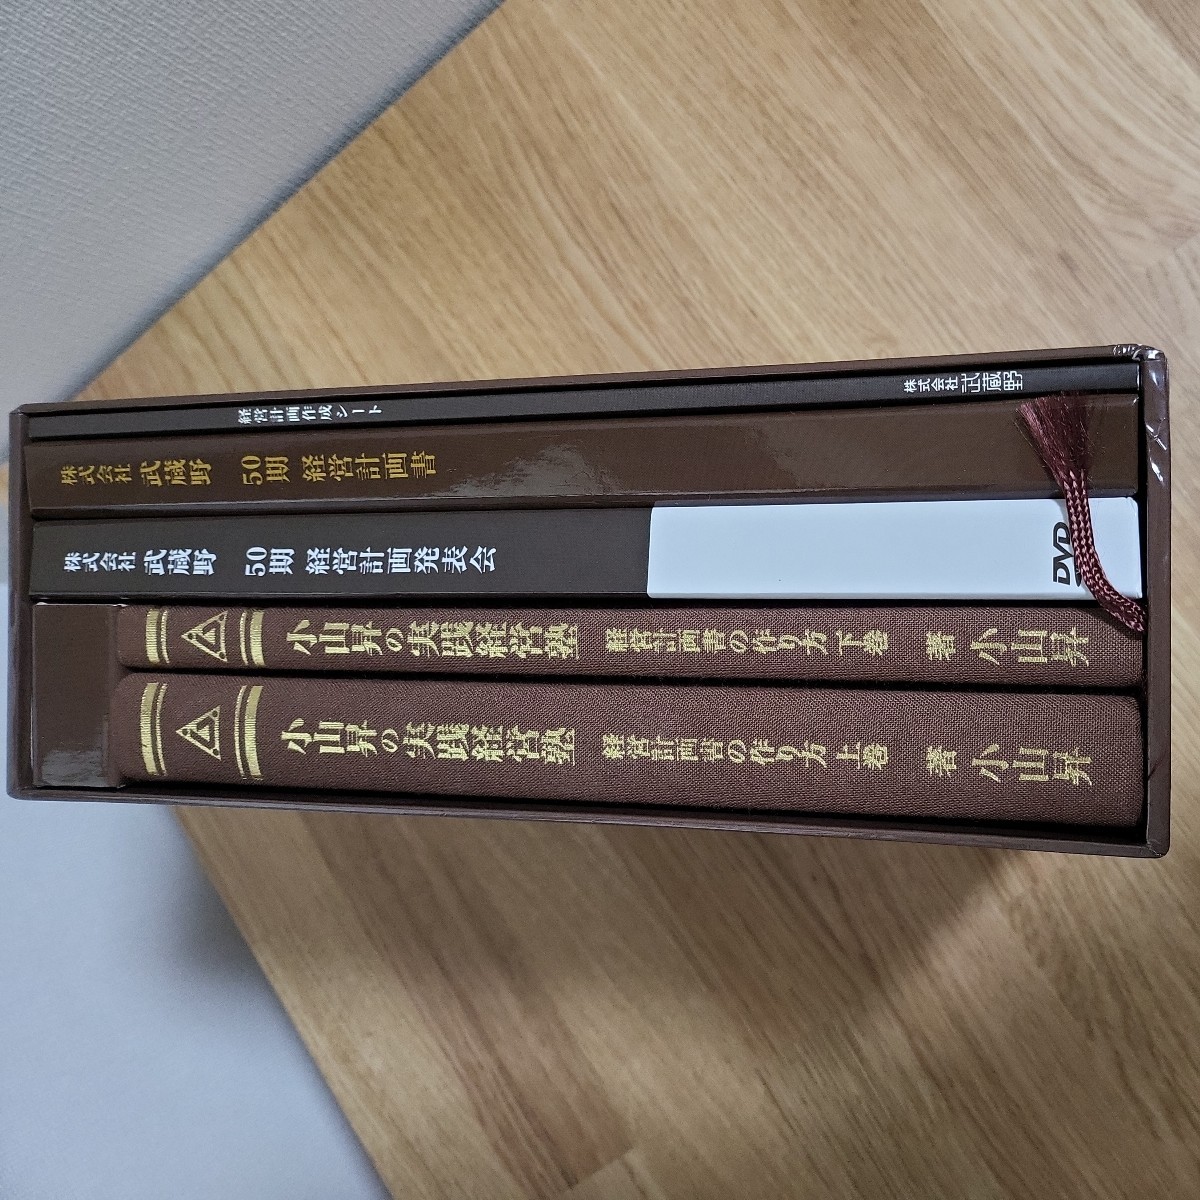 経営計画作成シート 株式会社武蔵野
株式会社 武蔵野 50期 経営計画書
株式会社 武蔵野 50期 経営計画発表会 DVD
小山昇の実践経営塾 経営計画書の作り方 下巻 著 小山昇
小山昇の実践経営塾 経営計画書の作り方 上巻 著 小山昇